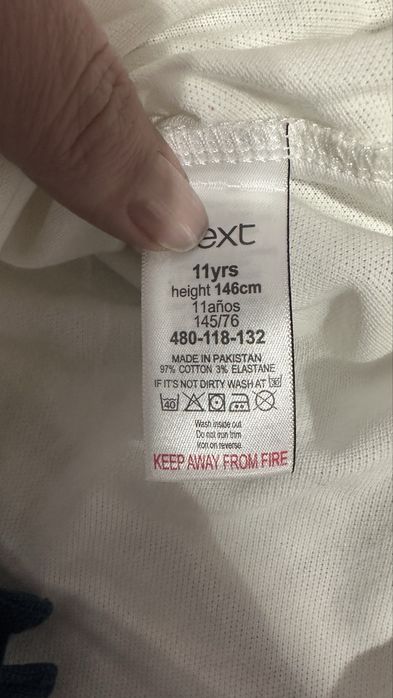 ext
11yrs
height 146cm
11años
145/76
480-118-132
MADE IN PAKISTAN
97% COTTON 3% ELASTANE
IF IT'S NOT DIRTY WASH AT 30
40
Wash inside out
Do not iron trim
Iron on reverse
KEEP AWAY FROM FIRE